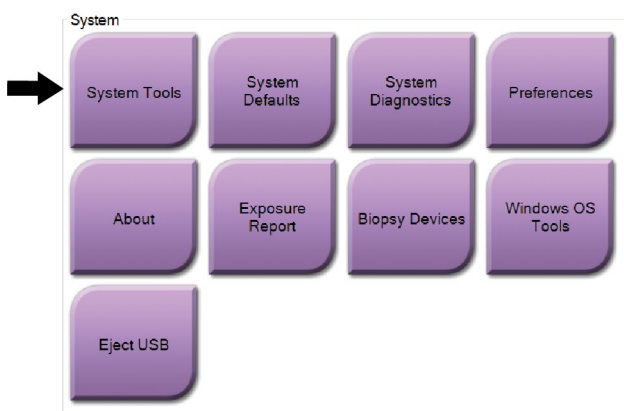 System
System Tools
System
Defaults
System
Diagnostics
Preferences
About
Exposure
Report
Biopsy Devices
Windows OS
Tools
Eject USB